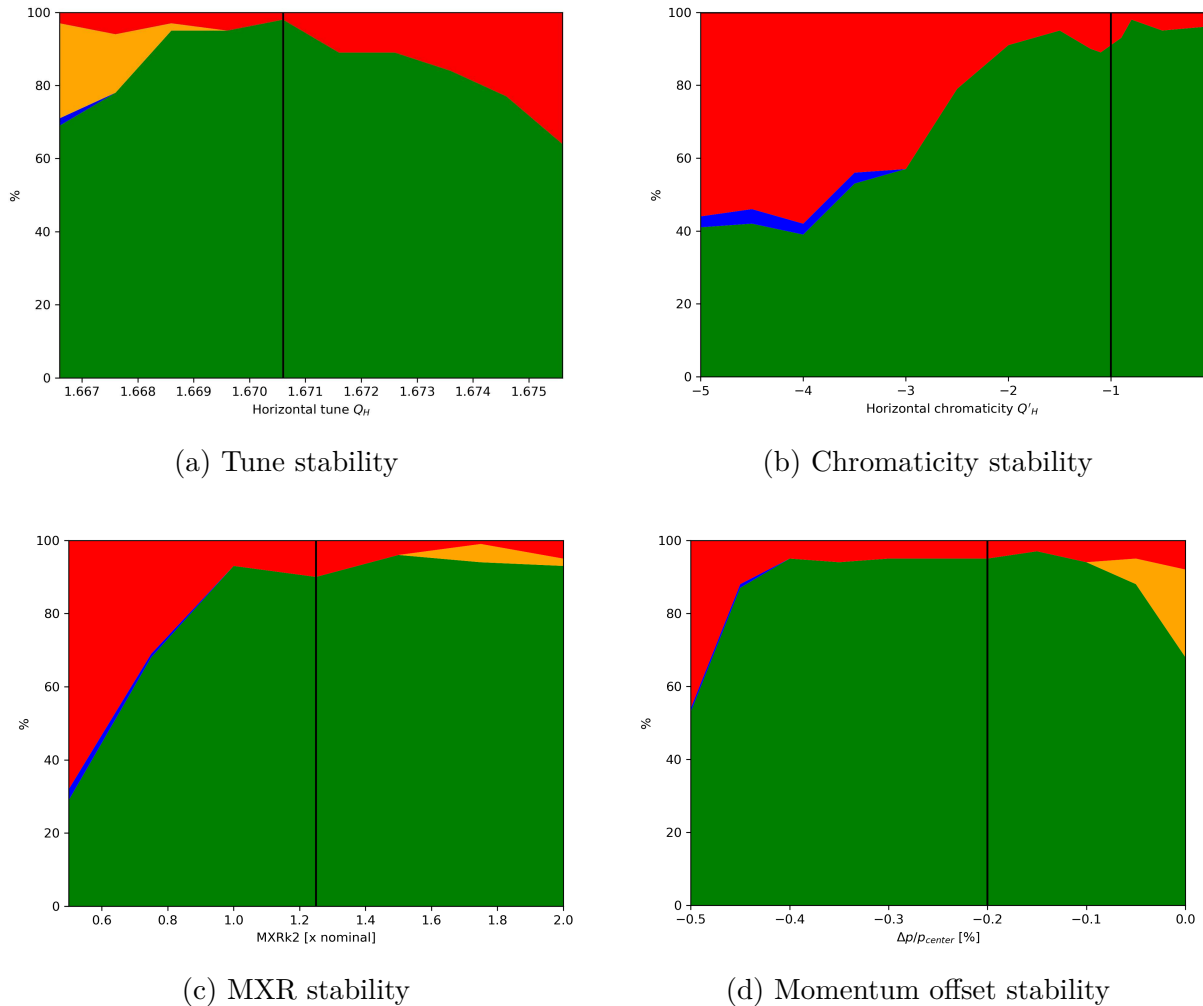 100
80
60
40
20
0
%
1.667 1.668 1.669 1.670 1.671 1.672 1.673 1.674 1.675
Horizontal tune Q_H
(a) Tune stability
100
80
60
40
20
0
%
−5 −4 −3 −2 −1
Horizontal chromaticity Q'_H
(b) Chromaticity stability
100
80
60
40
20
0
%
0.6 0.8 1.0 1.2 1.4 1.6 1.8 2.0
MXRk2 [x nominal]
(c) MXR stability
100
80
60
40
20
0
%
−0.5 −0.4 −0.3 −0.2 −0.1 0.0
Δp/p_center [%]
(d) Momentum offset stability